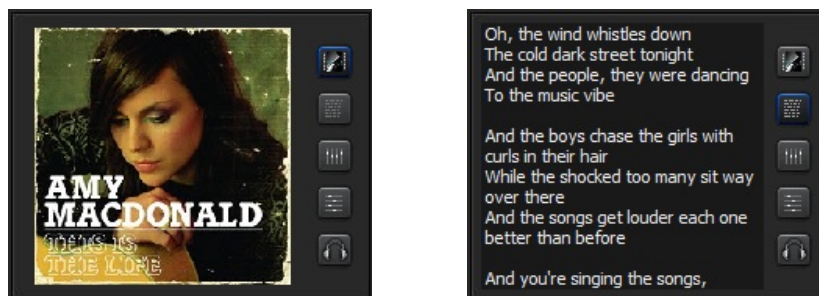 AMY
MACDONALD
THIS IS
THE LIFE
Oh, the wind whistles down
The cold dark street tonight
And the people, they were dancing
To the music vibe
And the boys chase the girls with
curls in their hair
While the shocked too many sit way
over there
And the songs get louder each one
better than before
And you're singing the songs,